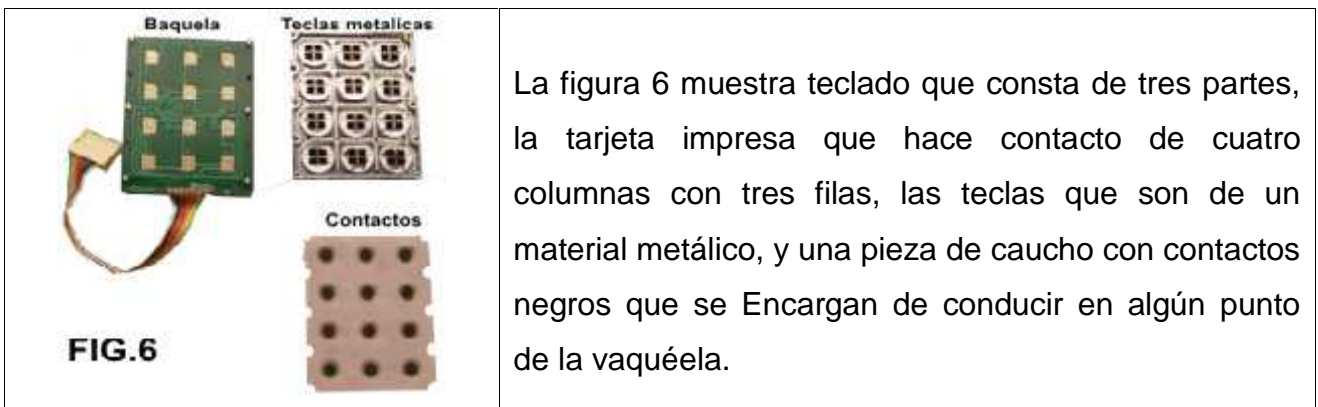 Baquela
Teclas metalicas
Contactos
FIG.6
La figura 6 muestra teclado que consta de tres partes,
la tarjeta impresa que hace contacto de cuatro
columnas con tres filas, las teclas que son de un
material metálico, y una pieza de caucho con contactos
negros que se Encargan de conducir en algún punto
de la vaquéela.